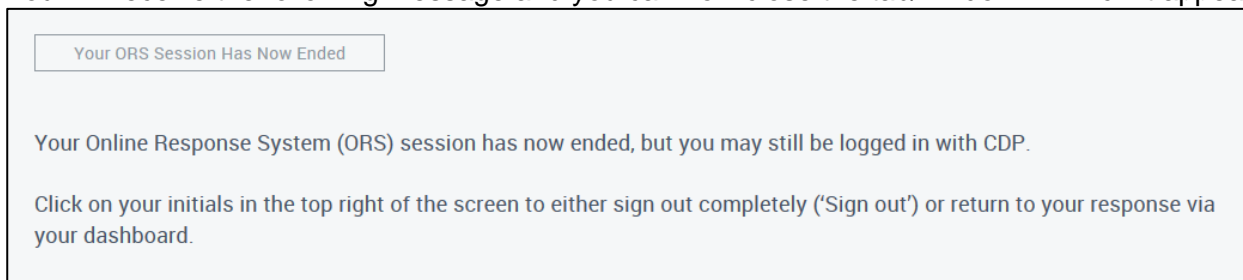 Your ORS Session Has Now Ended
Your Online Response System (ORS) session has now ended, but you may still be logged in with CDP.
Click on your initials in the top right of the screen to either sign out completely (‘Sign out’) or return to your response via
your dashboard.